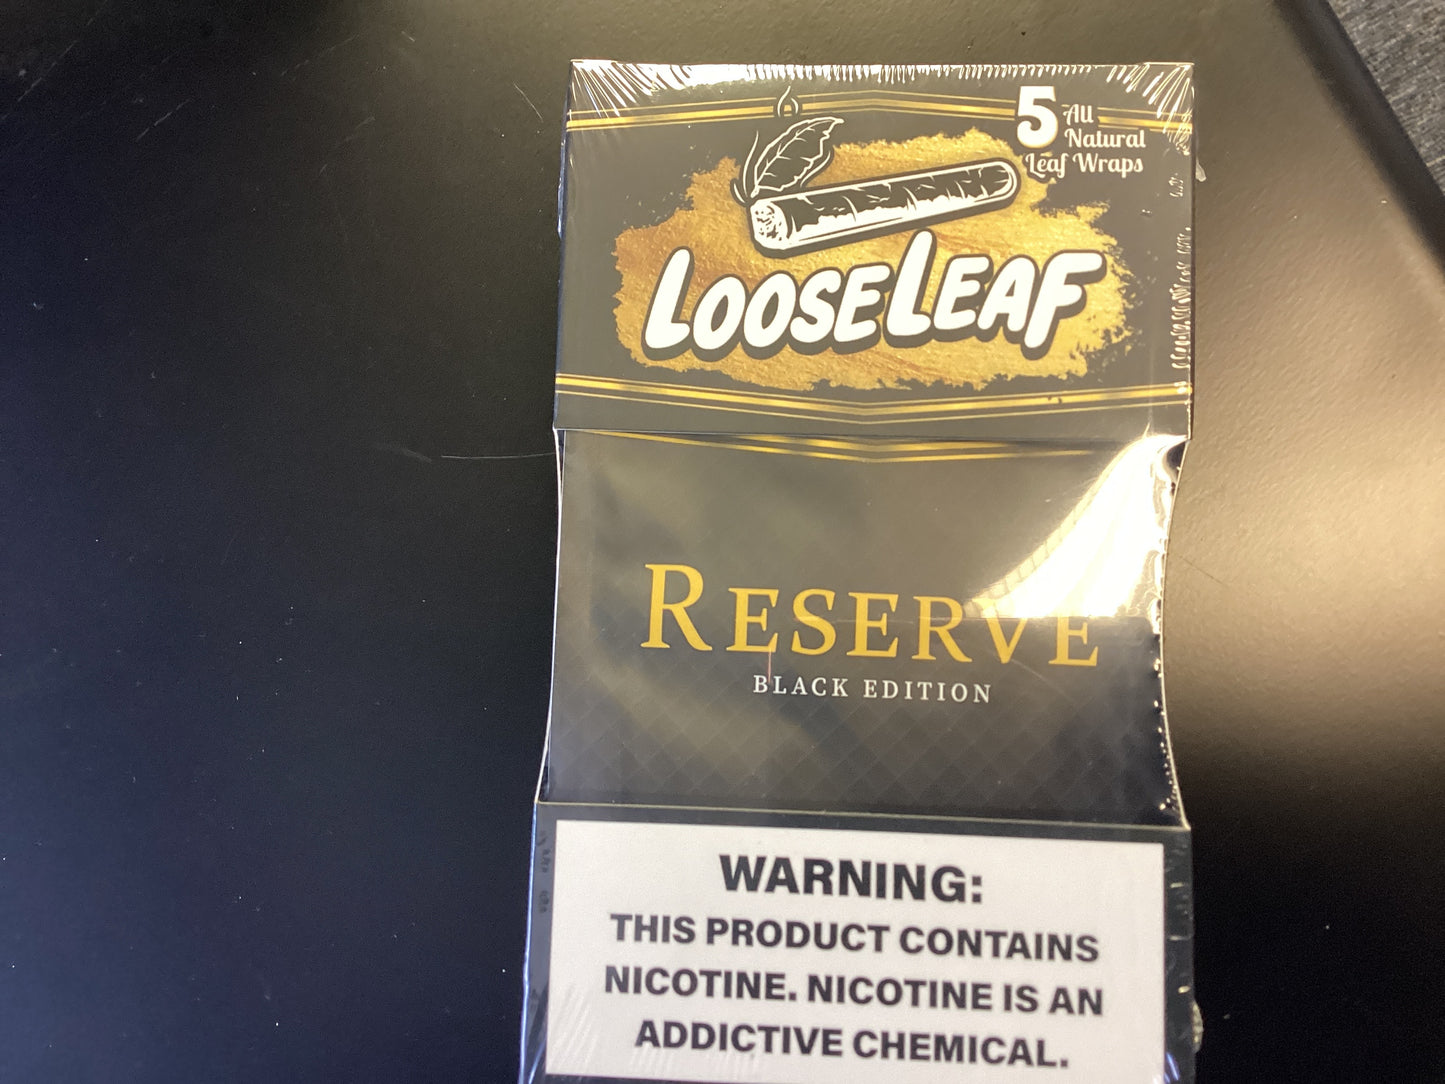 5 All
Natural
Leaf Wraps
LOOSELEAF
RESERVE
BLACK EDITION
WARNING:
THIS PRODUCT CONTAINS
NICOTINE. NICOTINE IS AN
ADDICTIVE CHEMICAL.